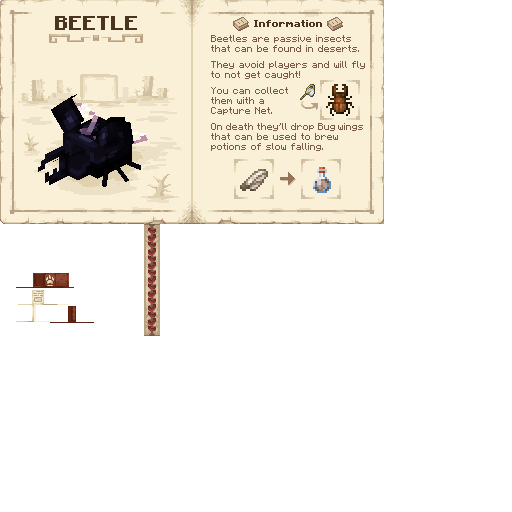 BEETLE
Information
Beetles are passive insects
that can be found in deserts.
They avoid players and will fly
to not get caught!
You can collect
them with a
Capture Net.
On death they'll drop Bug wings
that can be used to brew
potions of slow falling.